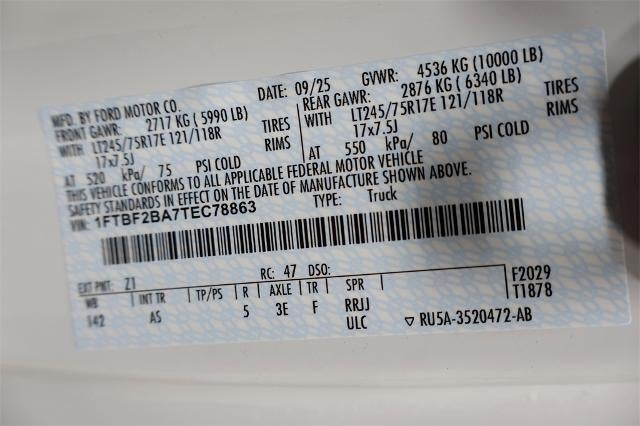 MFD. BY FORD MOTOR CO. DATE: 09/25 GVWR: 4536 KG (10000 LB)
FRONT GAWR: 2717 KG ( 5990 LB) REAR GAWR: 2876 KG ( 6340 LB)
WITH LT245/75R17E 121/118R TIRES WITH LT245/75R17E 121/118R TIRES
17x7.5J RIMS 17x7.5J RIMS
AT 520 kPa/ 75 PSI COLD AT 550 kPa/ 80 PSI COLD
THIS VEHICLE CONFORMS TO ALL APPLICABLE FEDERAL MOTOR VEHICLE
SAFETY STANDARDS IN EFFECT ON THE DATE OF MANUFACTURE SHOWN ABOVE.
VIN: 1FTBF2BA7TEC78863 TYPE: Truck
EXT PNT: Z1 RC: 47 DSO: F2029
WB INT TR TP/PS R AXLE TR SPR T1878
142 AS 5 3E F RRJJ
ULC ▽ RU5A-3520472-AB